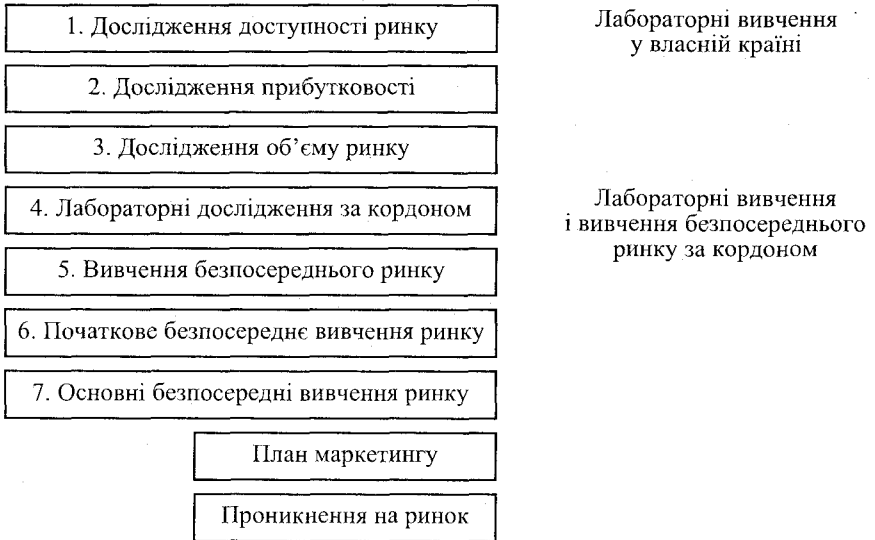 1. Дослідження доступності ринку
Лабораторні вивчення
у власній країні
2. Дослідження прибутковості
3. Дослідження об’єму ринку
4. Лабораторні дослідження за кордоном
Лабораторні вивчення
і вивчення безпосереднього
ринку за кордоном
5. Вивчення безпосереднього ринку
6. Початкове безпосереднє вивчення ринку
7. Основні безпосередні вивчення ринку
План маркетингу
Проникнення на ринок